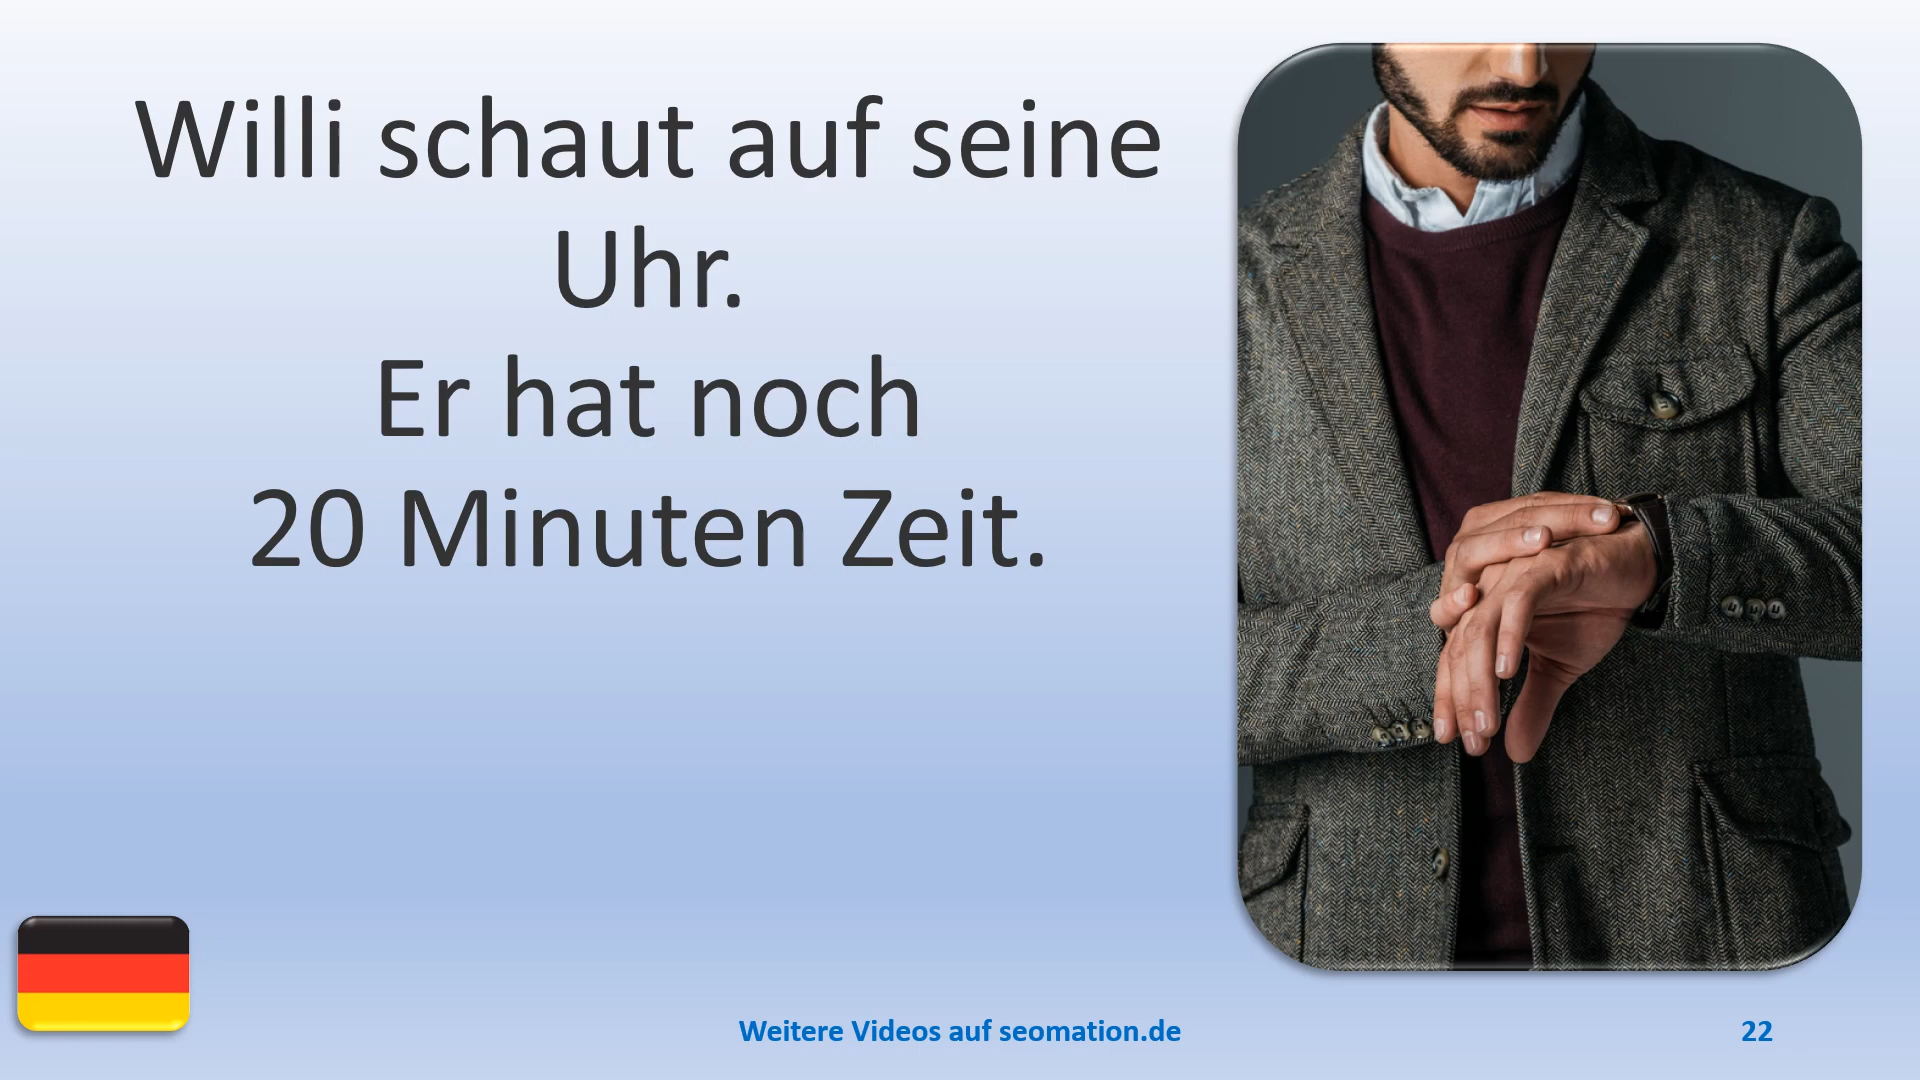 Willi schaut auf seine
Uhr.
Er hat noch
20 Minuten Zeit.
Weitere Videos auf seomation.de
22